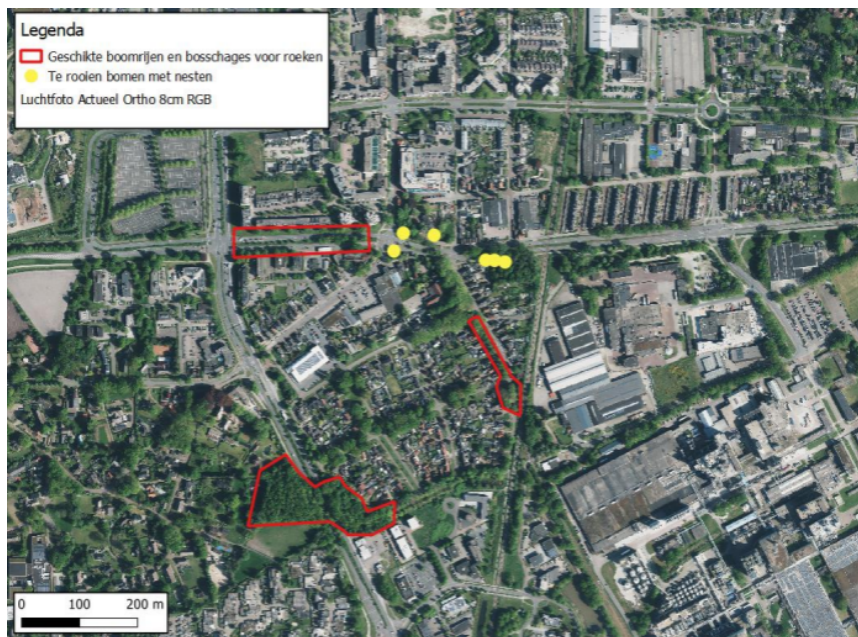 Legenda
Geschikte boomrijen en bosschages voor roeken
Te rooien bomen met nesten
Luchtfoto Actueel Ortho 8cm RGB
0 100 200 m